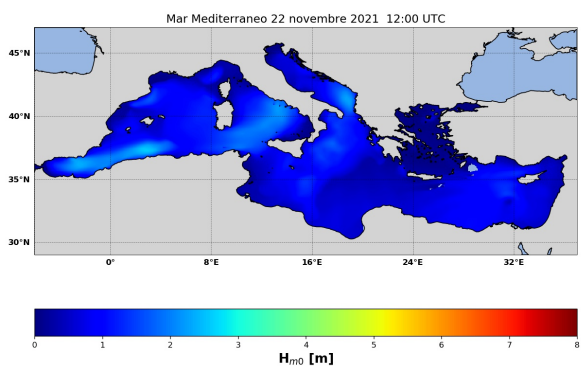 Mar Mediterraneo 22 novembre 2021  12:00 UTC
45°N
40°N
35°N
30°N
0° 8°E 16°E 24°E 32°E
0 1 2 3 4 5 6 7 8
Hm0 [m]